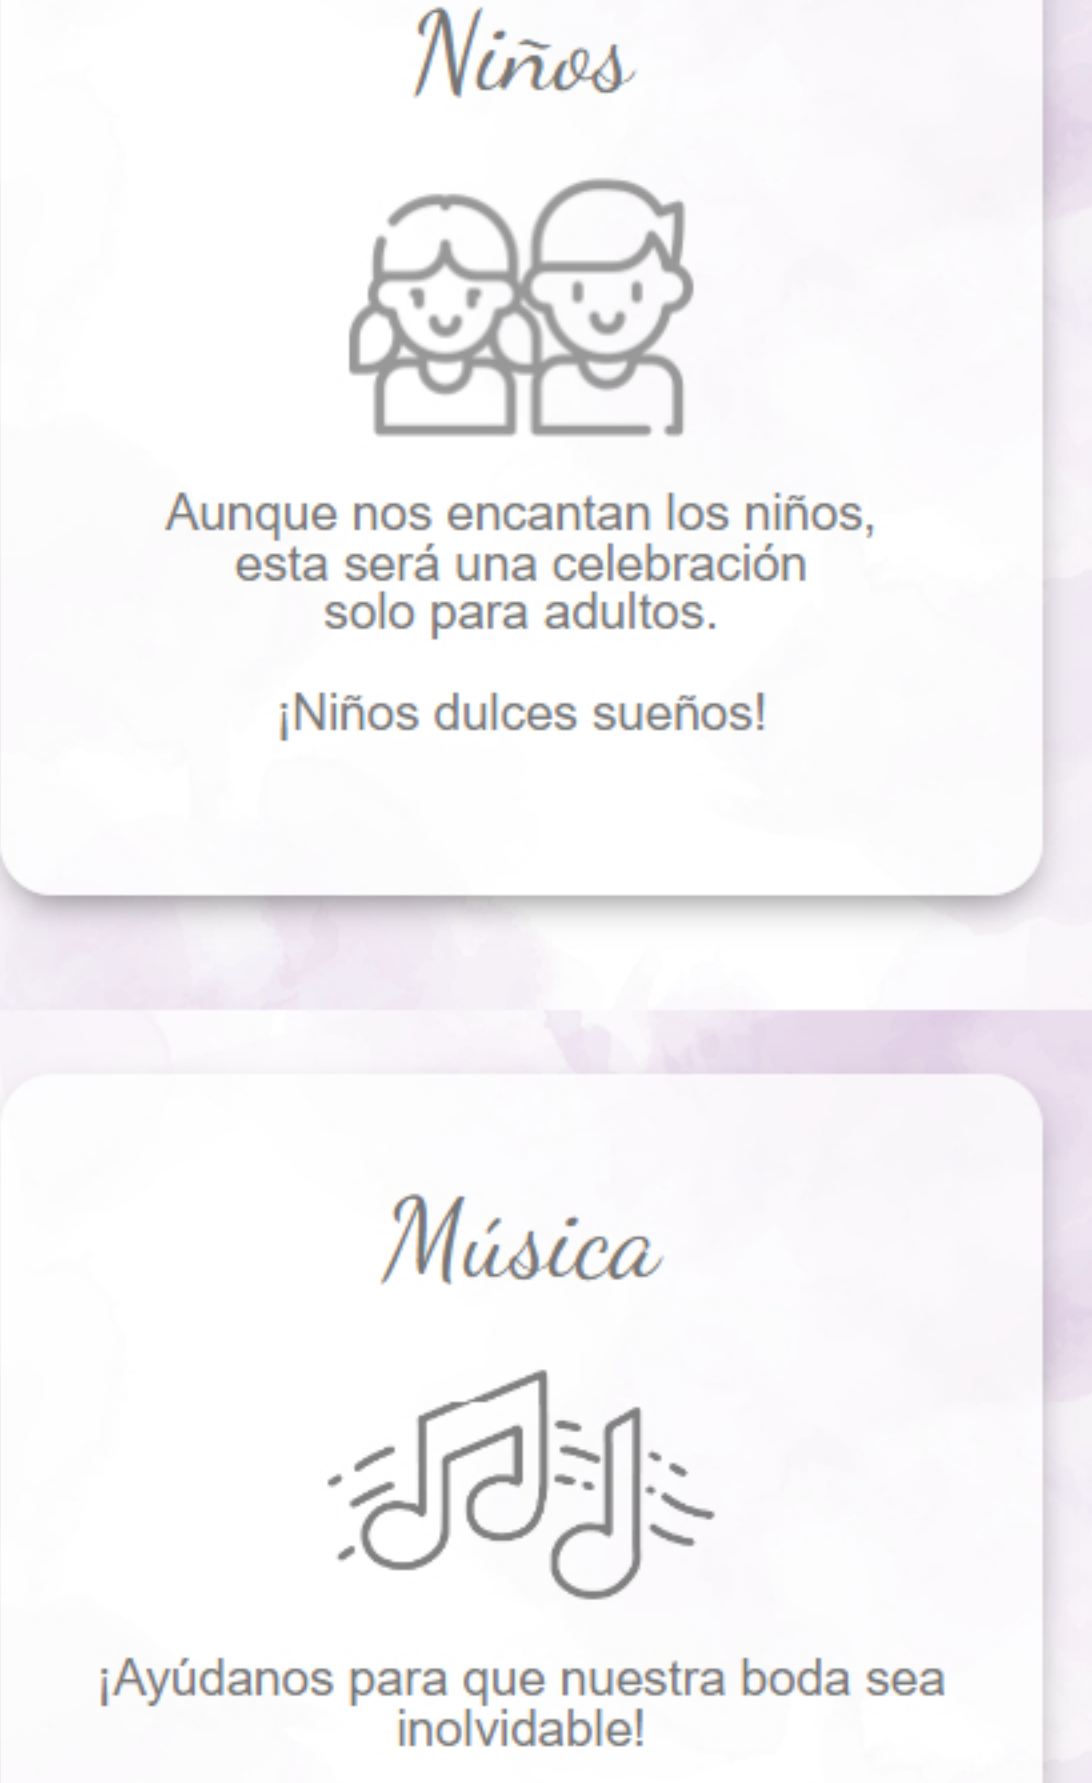 Niños
Aunque nos encantan los niños,
esta será una celebración
solo para adultos.
¡Niños dulces sueños!
Música
¡Ayúdanos para que nuestra boda sea
inolvidable!